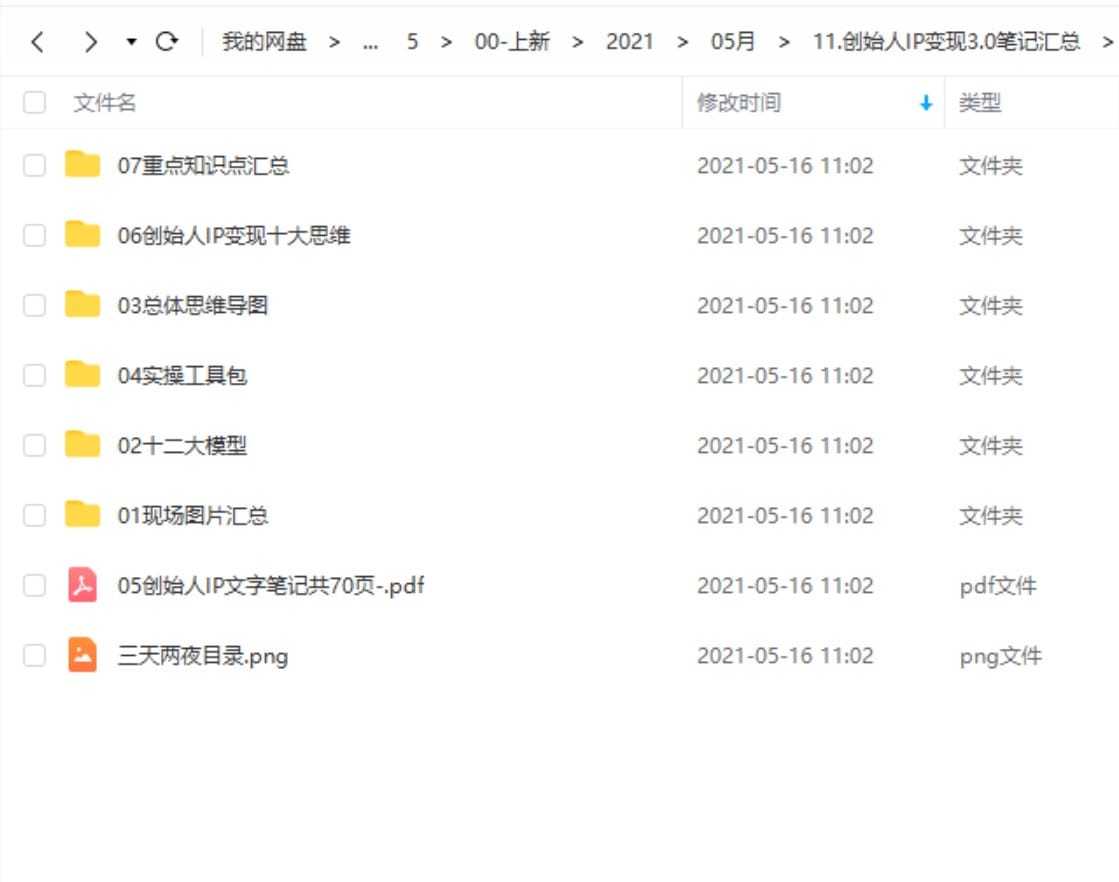 我的网盘 > ... 5 > 00-上新 > 2021 > 05月 > 11.创始人IP变现3.0笔记汇总 >
文件名 修改时间 类型
07重点知识点汇总 2021-05-16 11:02 文件夹
06创始人IP变现十大思维 2021-05-16 11:02 文件夹
03总体思维导图 2021-05-16 11:02 文件夹
04实操工具包 2021-05-16 11:02 文件夹
02十二大模型 2021-05-16 11:02 文件夹
01现场图片汇总 2021-05-16 11:02 文件夹
05创始人IP文字笔记共70页-.pdf 2021-05-16 11:02 pdf文件
三天两夜目录.png 2021-05-16 11:02 png文件